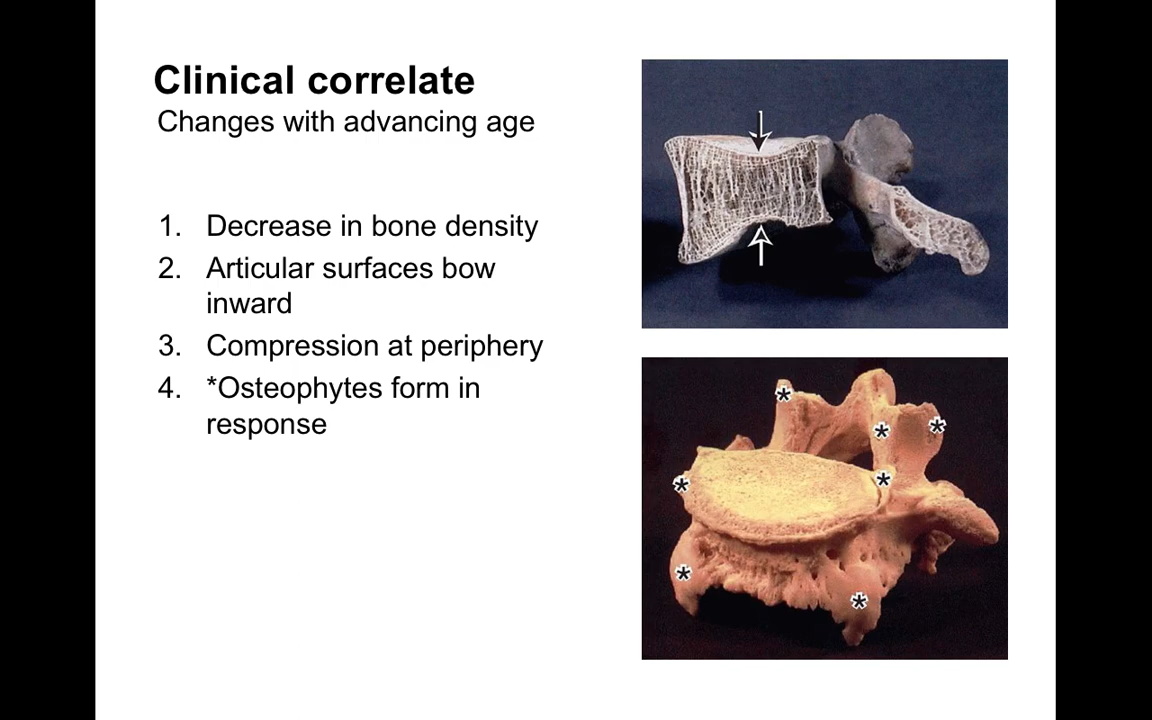 Clinical correlate
Changes with advancing age
1. Decrease in bone density
2. Articular surfaces bow
inward
3. Compression at periphery
4. *Osteophytes form in
response
*
*
*
*
*
*
*